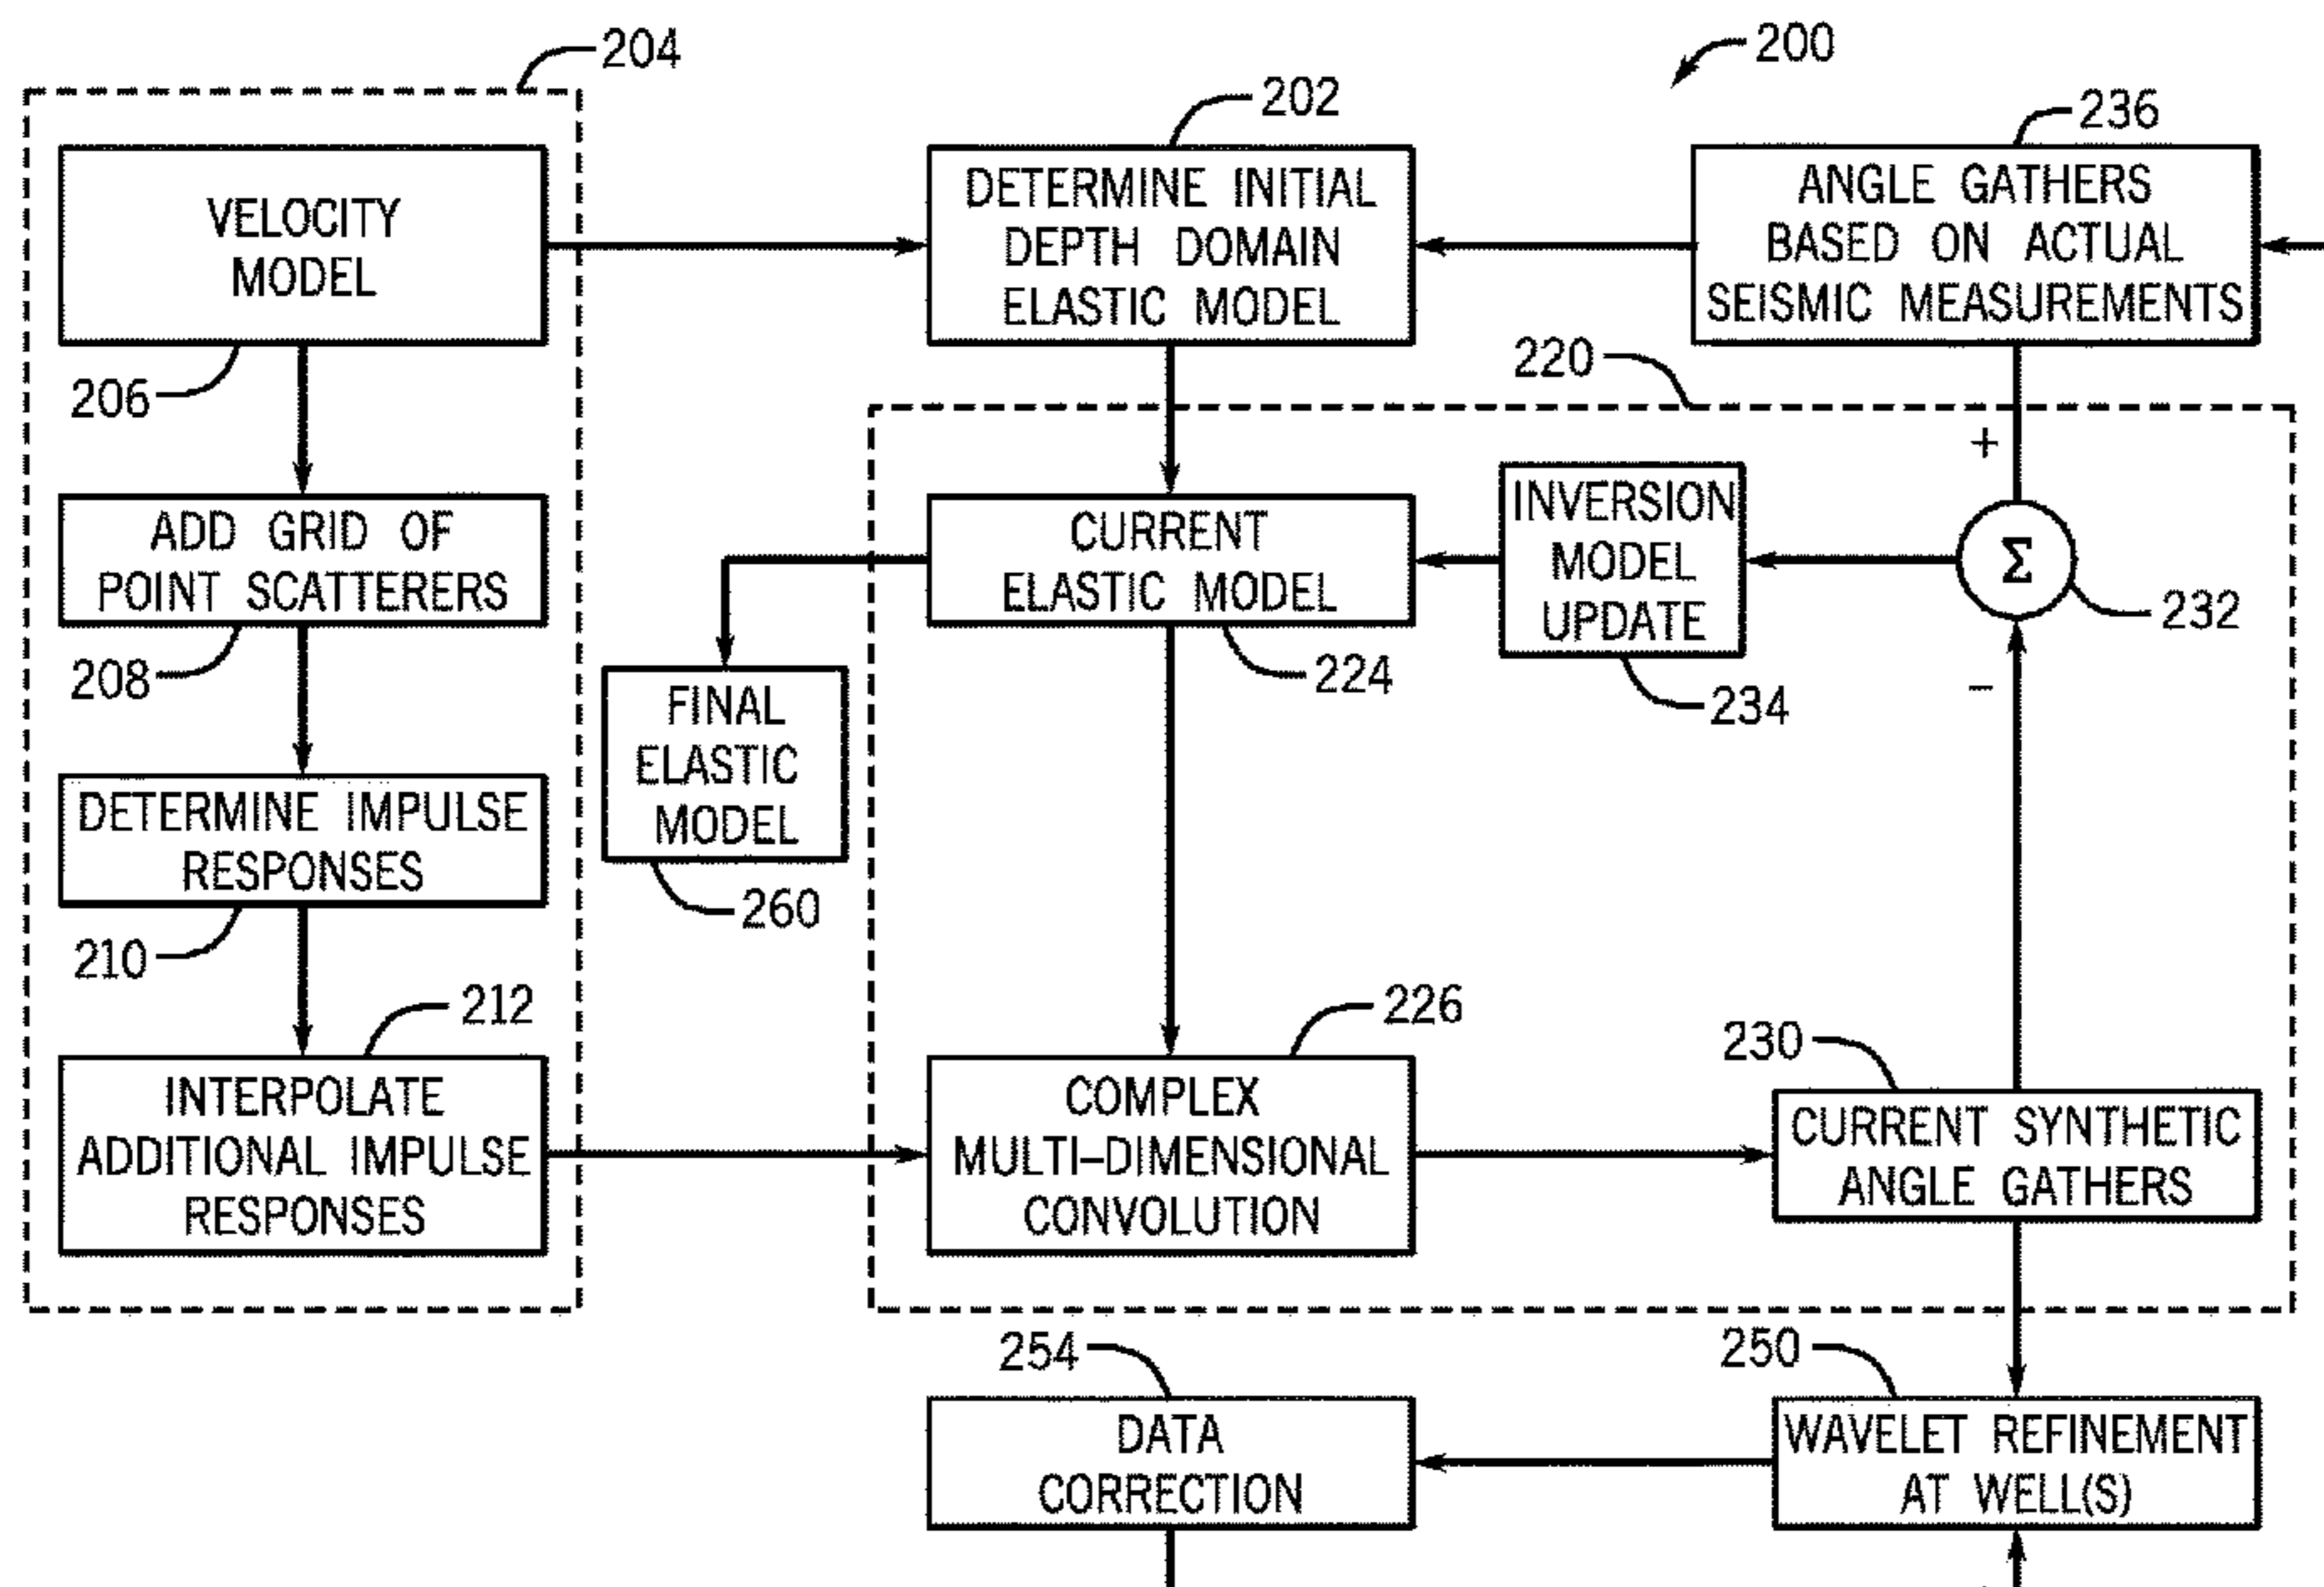 204
200
202
236
VELOCITY
MODEL
DETERMINE INITIAL
DEPTH DOMAIN
ELASTIC MODEL
ANGLE GATHERS
BASED ON ACTUAL
SEISMIC MEASUREMENTS
206
220
+
ADD GRID OF
POINT SCATTERERS
CURRENT
ELASTIC MODEL
INVERSION
MODEL
UPDATE
Σ
232
208
224
234
–
FINAL
ELASTIC
MODEL
DETERMINE IMPULSE
RESPONSES
260
210
212
226
230
INTERPOLATE
ADDITIONAL IMPULSE
RESPONSES
COMPLEX
MULTI–DIMENSIONAL
CONVOLUTION
CURRENT SYNTHETIC
ANGLE GATHERS
254
250
DATA
CORRECTION
WAVELET REFINEMENT
AT WELL(S)